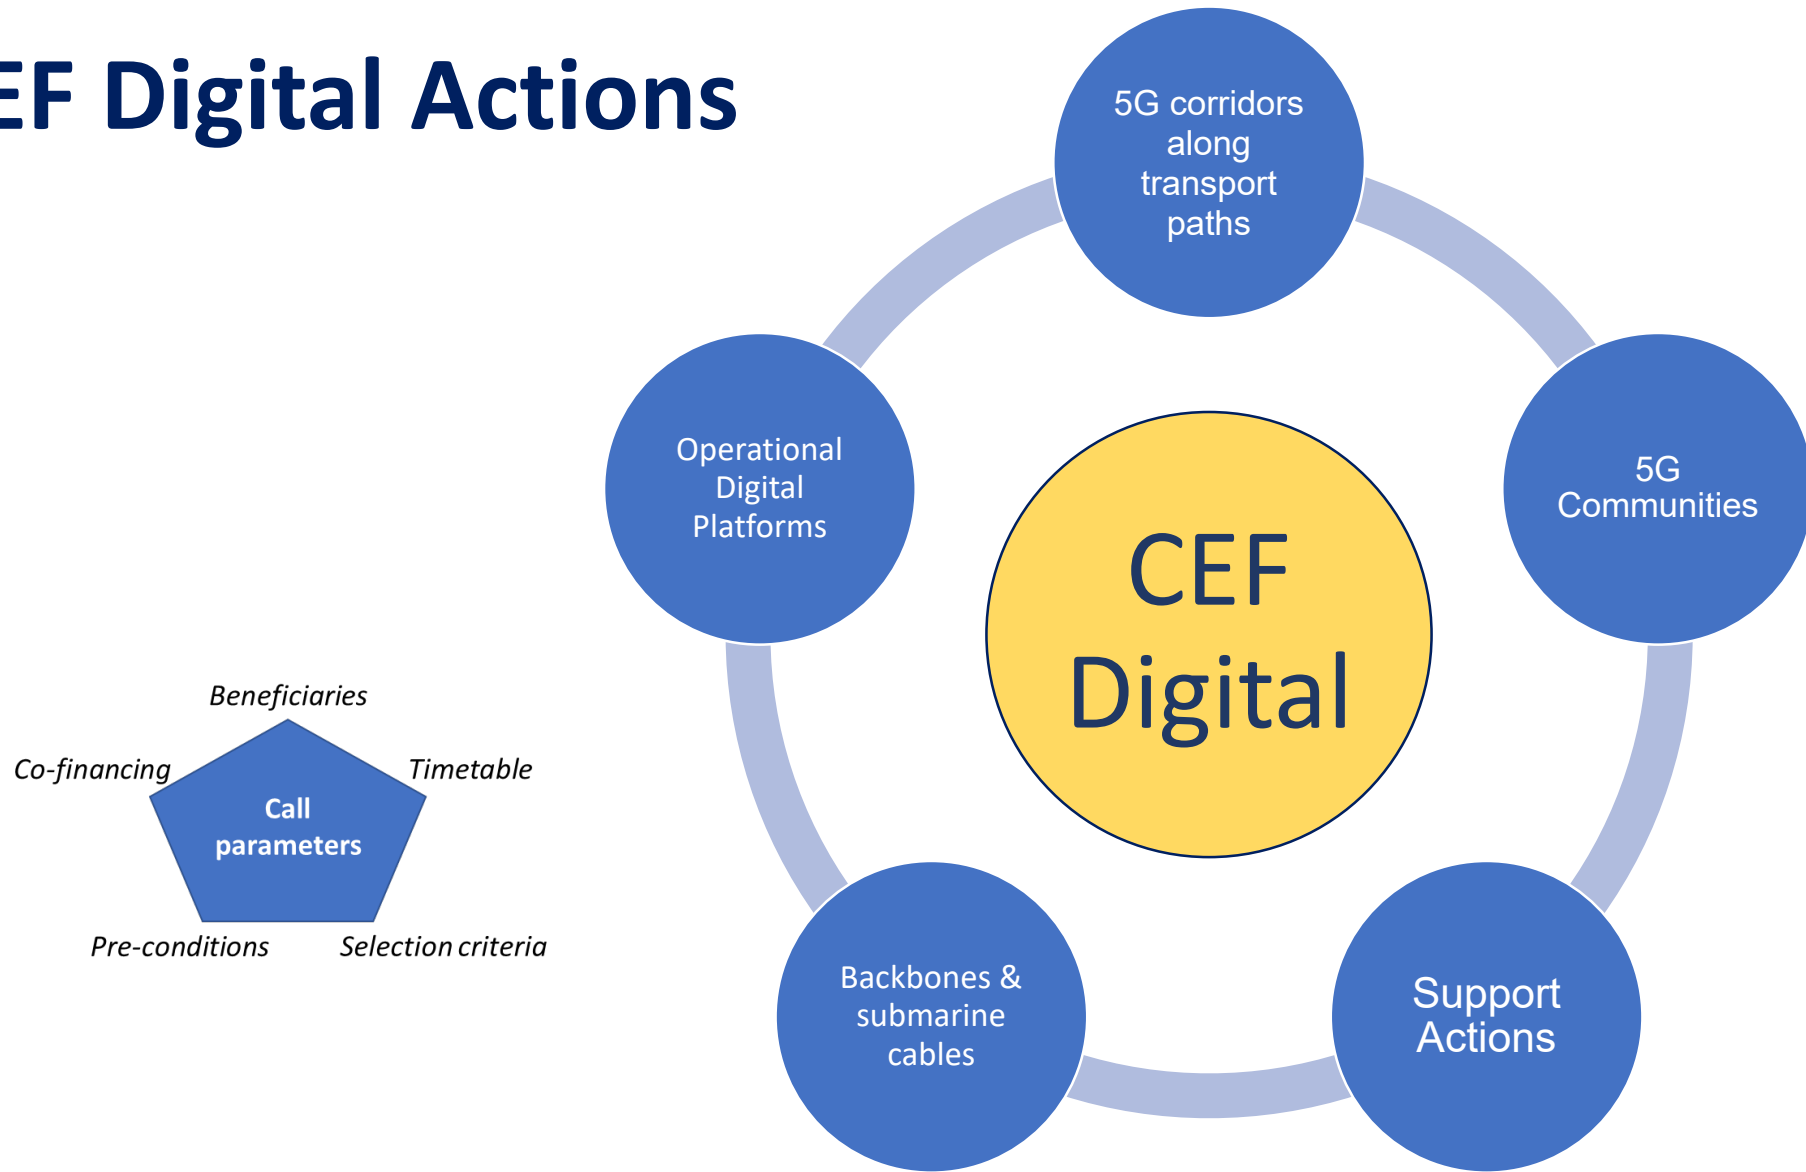 EF Digital Actions
5G corridors
along
transport
paths
5G
Communities
Operational
Digital
Platforms
CEF
Digital
Beneficiaries
Co-financing
Timetable
Call
parameters
Pre-conditions
Selection criteria
Backbones &
submarine
cables
Support
Actions